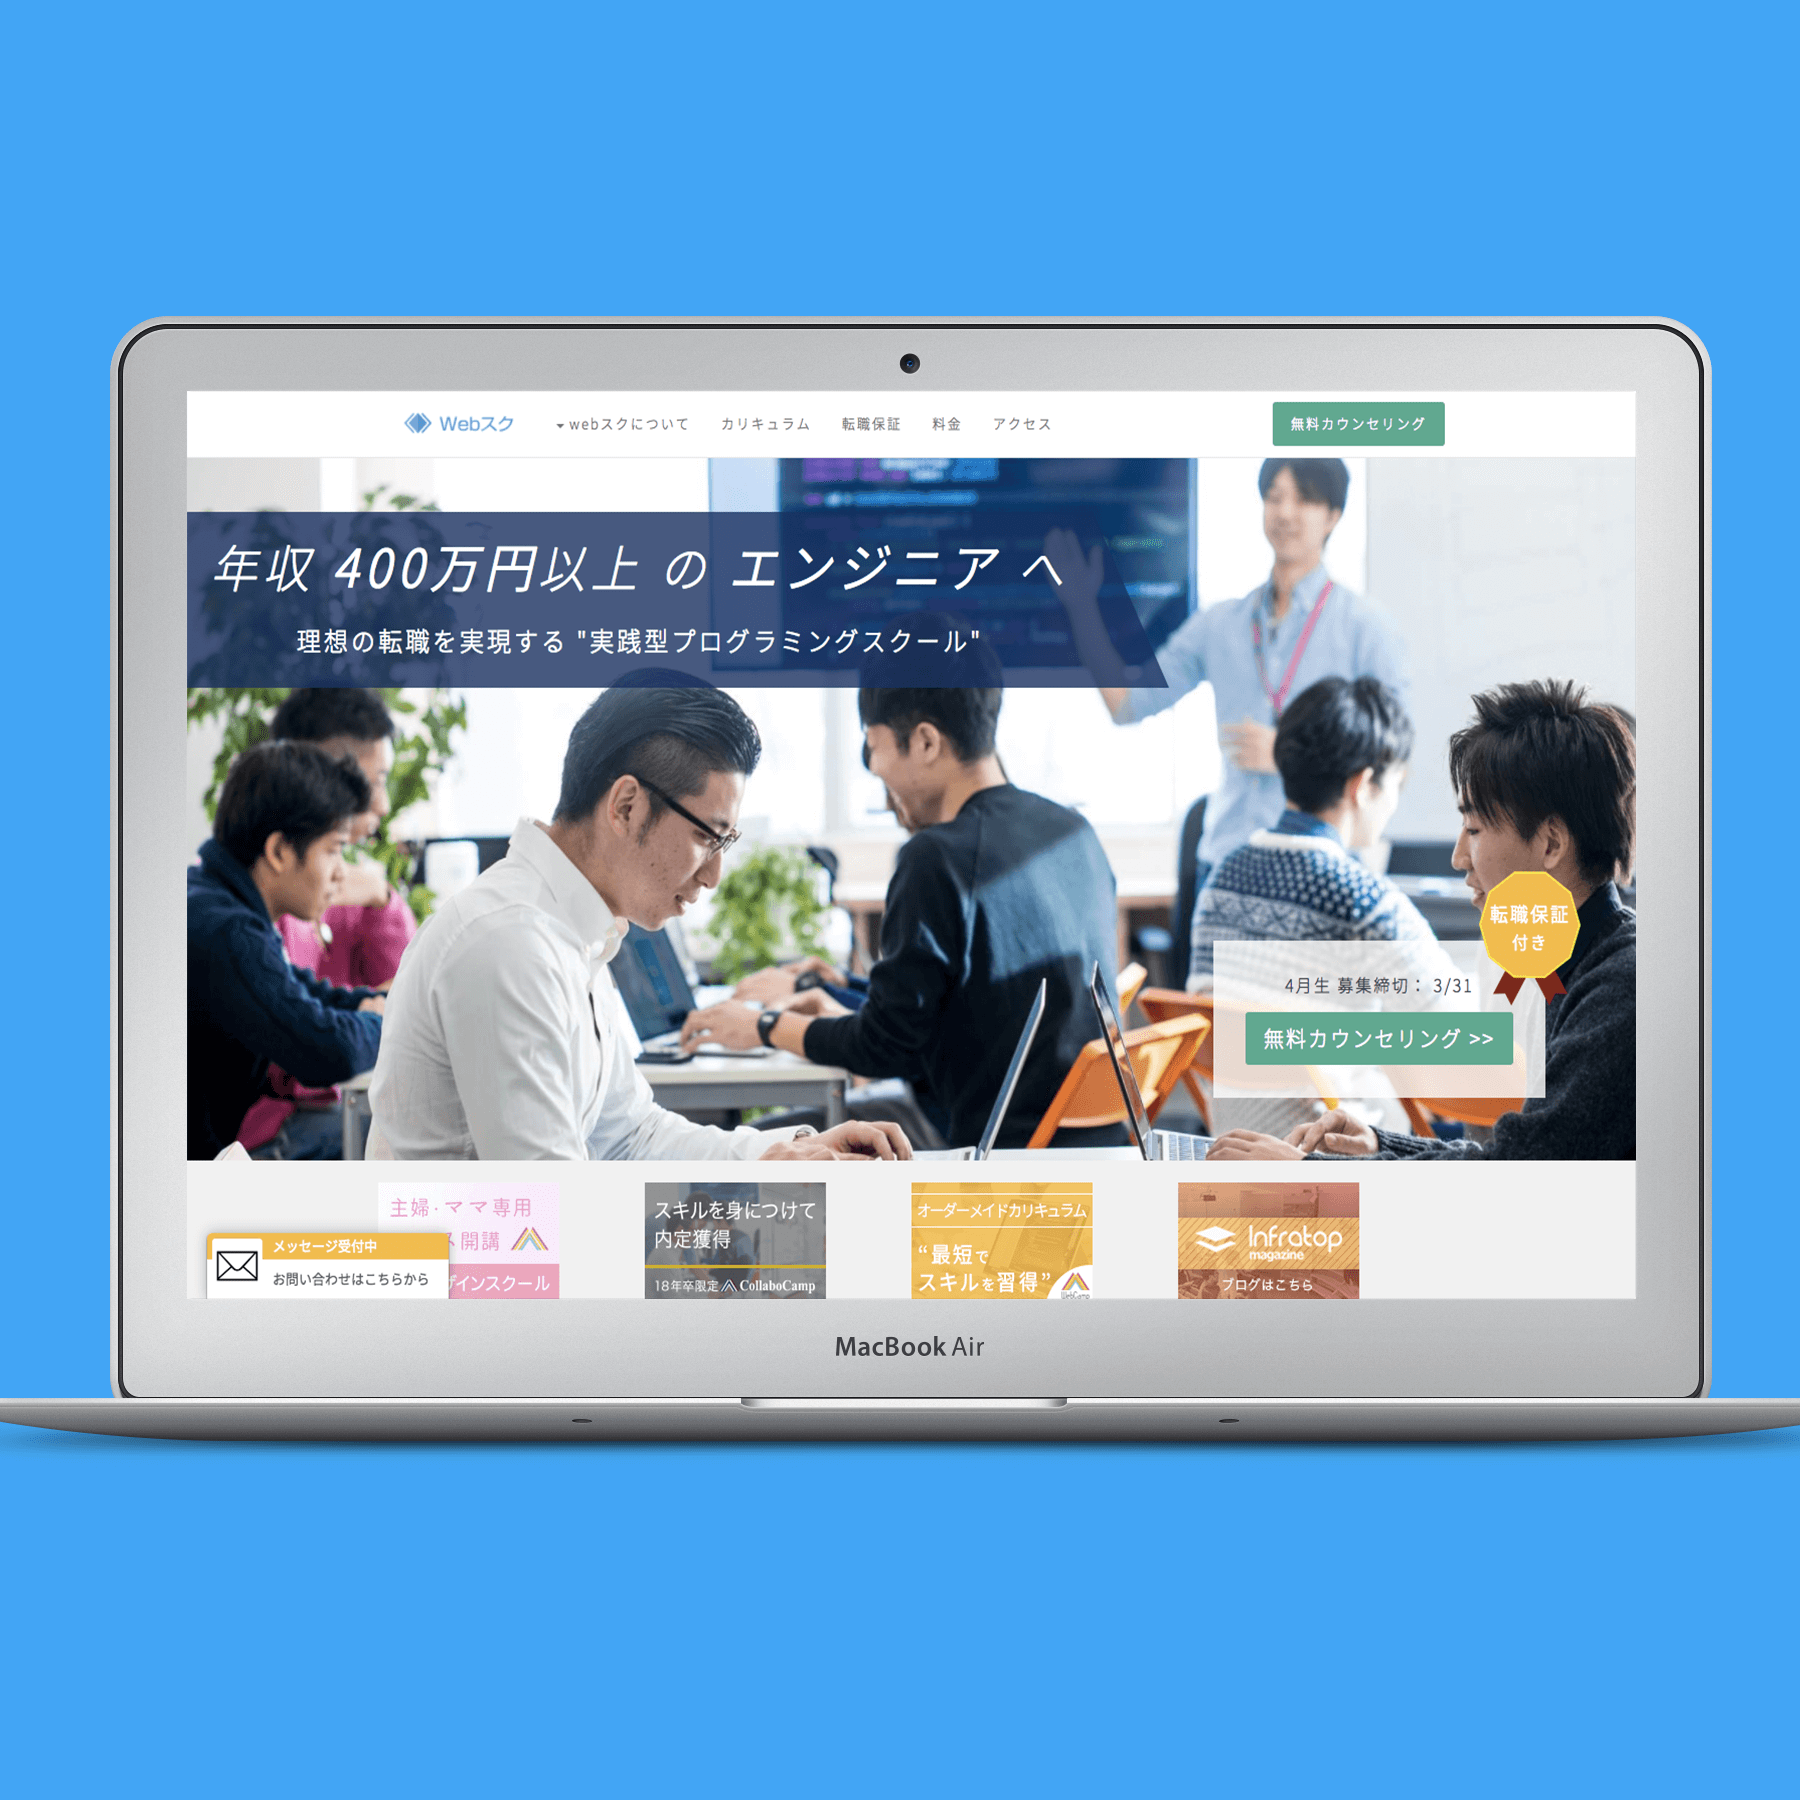 Webスク
webスクについて
カリキュラム
転職保証
料金
アクセス
無料カウンセリング
年収 400万円以上 の エンジニア へ
理想の転職を実現する "実践型プログラミングスクール"
転職保証
付き
4月生 募集締切： 3/31
無料カウンセリング >>
主婦・ママ専用
開講
ザインスクール
メッセージ受付中
お問い合わせはこちらから
スキルを身につけて
内定獲得
18年卒限定 CollaboCamp
オーダーメイドカリキュラム
“最短で
スキルを習得”
WebCamp
Infratop
magazine
ブログはこちら
MacBook Air